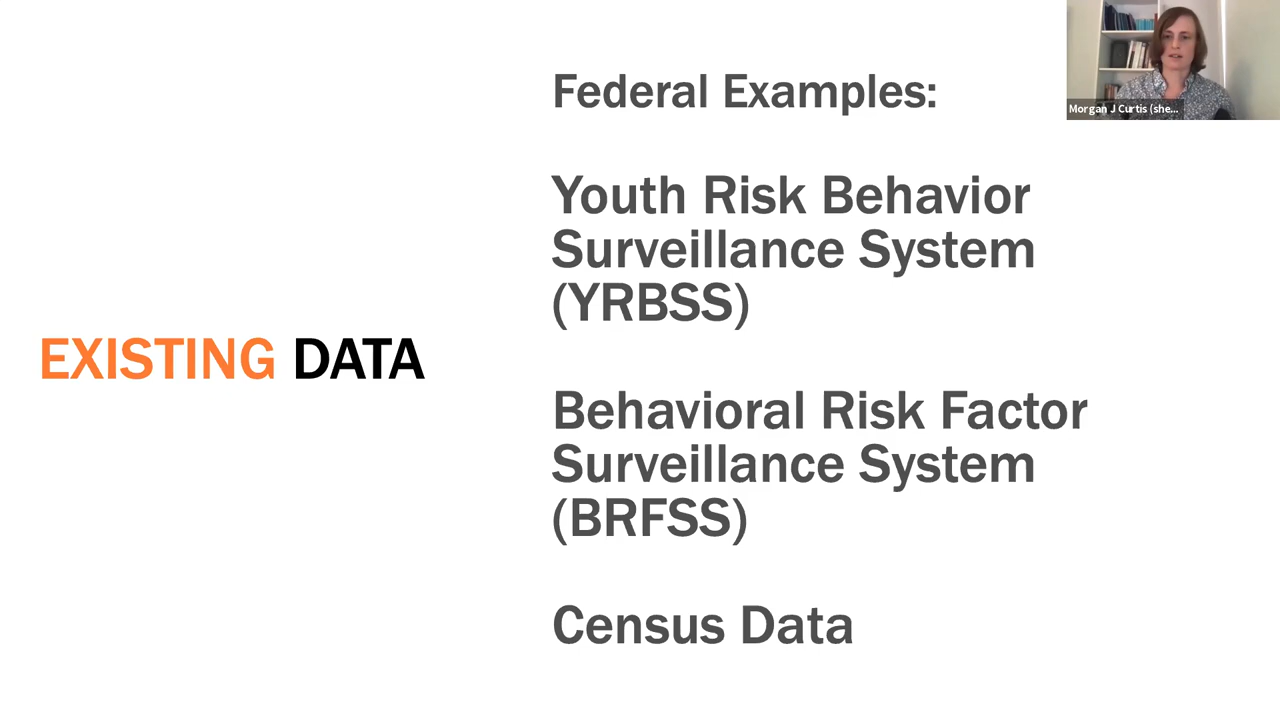 EXISTING DATA
Federal Examples:
Youth Risk Behavior
Surveillance System
(YRBSS)
Behavioral Risk Factor
Surveillance System
(BRFSS)
Census Data
Morgan J Curtis (she...